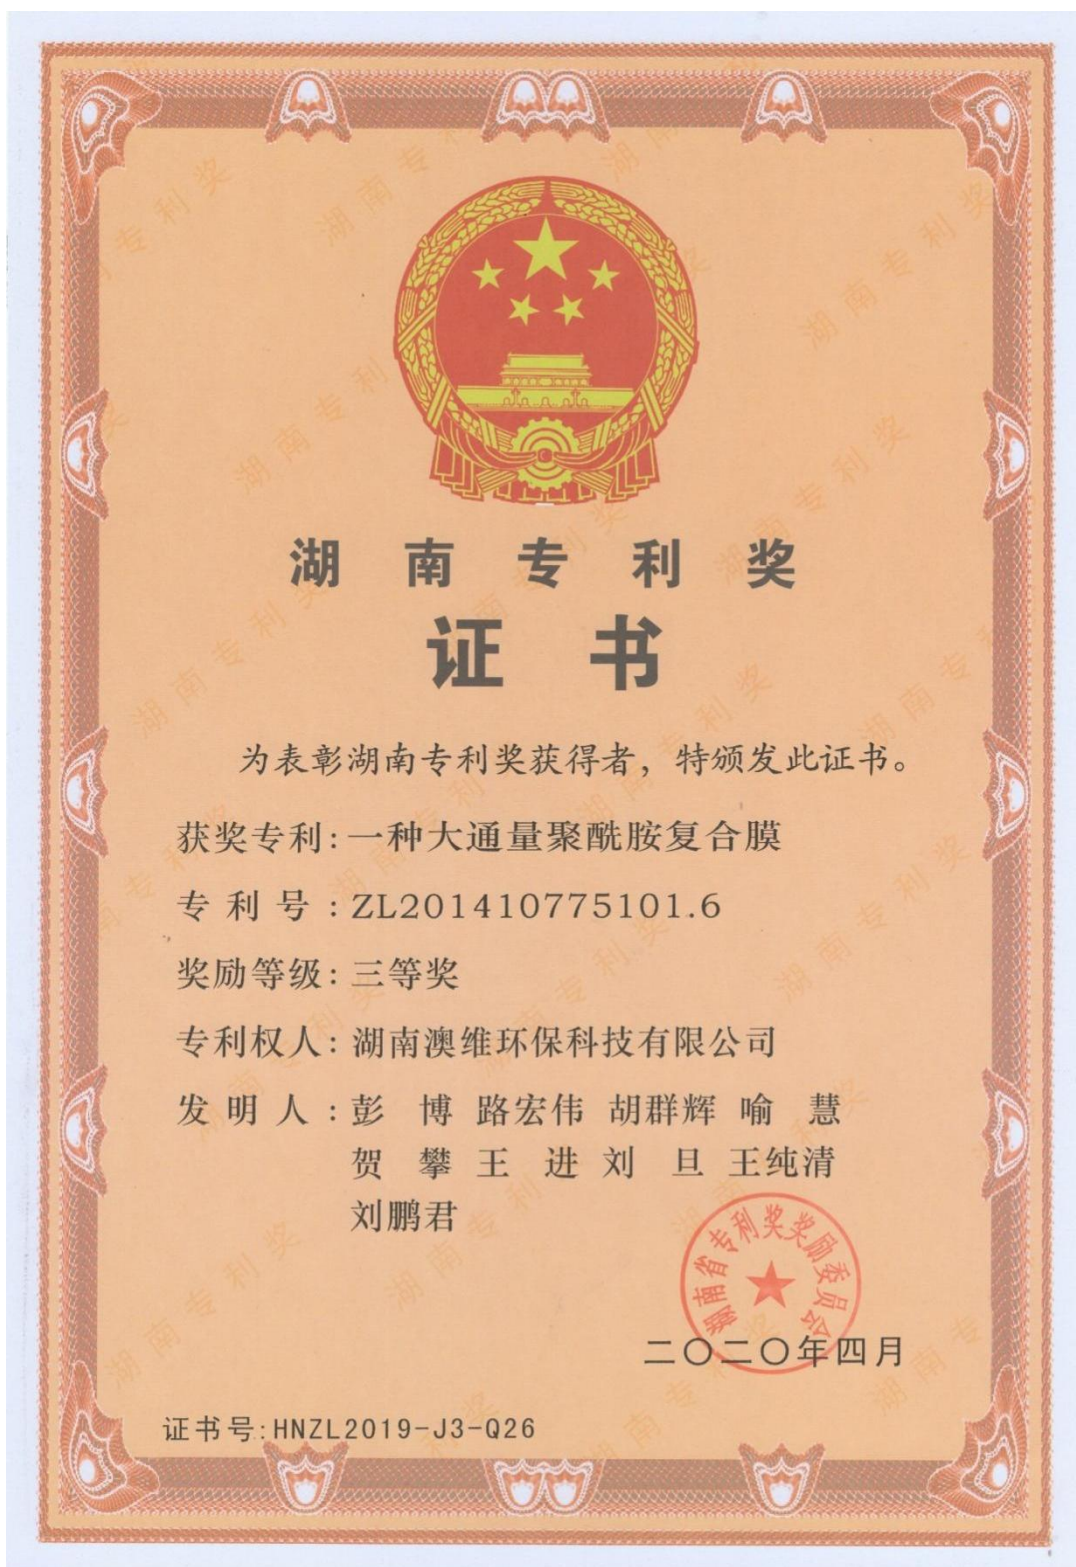 湖南专利奖
证书
为表彰湖南专利奖获得者，特颁发此证书。
获奖专利：一种大通量聚酰胺复合膜
专利号：ZL201410775101.6
奖励等级：三等奖
专利权人：湖南澳维环保科技有限公司
发明人：彭博 路宏伟 胡群辉 喻慧
贺攀 王进 刘旦 王纯清
刘鹏君
湖南省专利奖奖励委员会
二〇二〇年四月
证书号:HNZL2019-J3-Q26